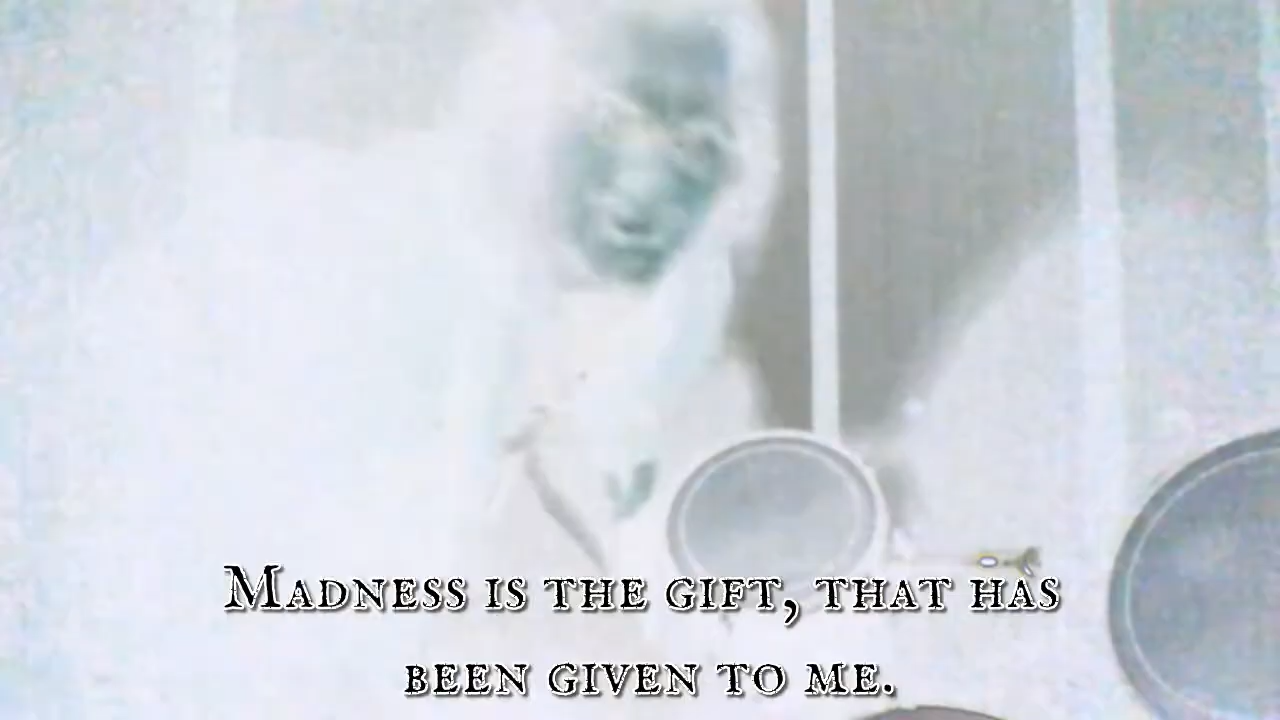 Madness is the gift, that has
been given to me.